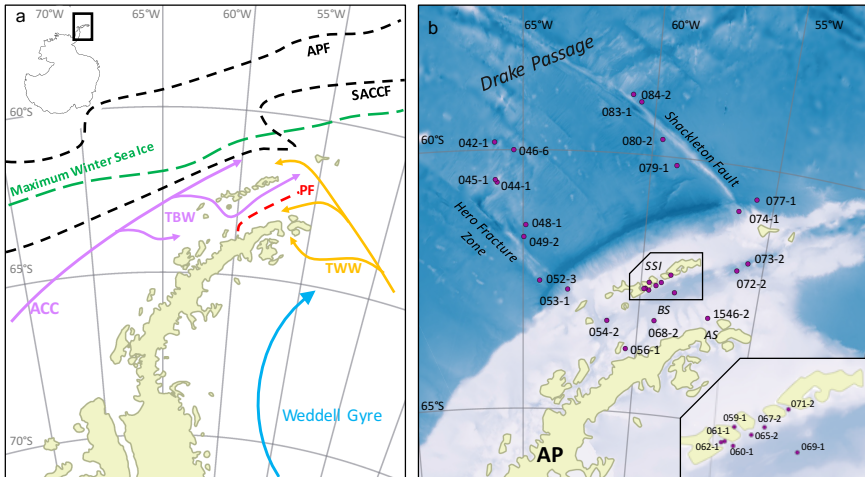 a
60°W
55°W
65°W
APF
SACCF
60°S
Maximum Winter Sea Ice
PF
TBW
65°S
TWW
ACC
Weddell Gyre
70°S
b
65°W
60°W
55°W
Drake Passage
084-2
083-1
Shackleton Fault
60°S
042-1
046-6
080-2
079-1
045-1
044-1
077-1
074-1
Hero Fracture
Zone
048-1
049-2
073-2
072-2
SSI
052-3
053-1
BS
054-2
068-2
1546-2
AS
056-1
65°S
AP
071-2
059-1
067-2
061-1
065-2
062-1
060-1
069-1